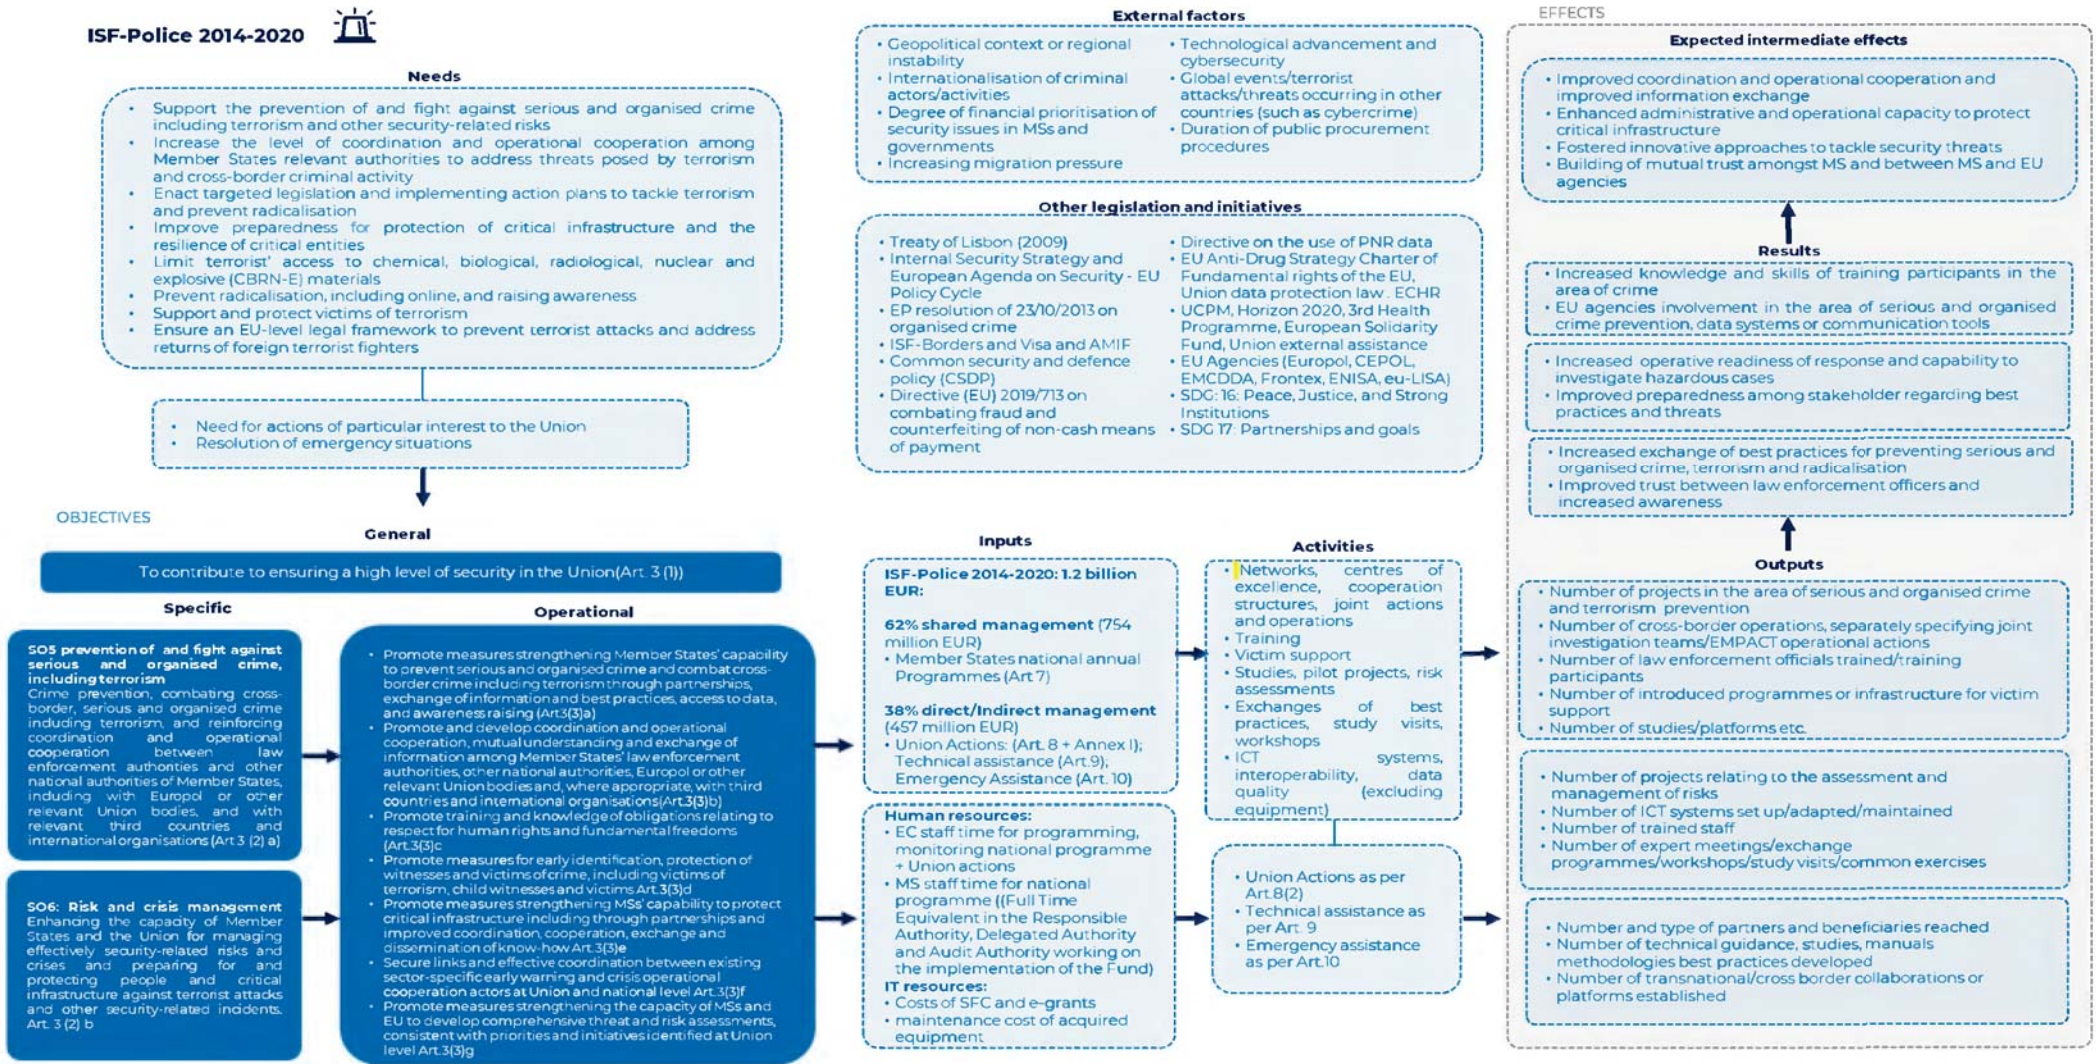 ISF-Police 2014-2020
Needs
• Support the prevention of and fight against serious and organised crime
including terrorism and other security-related risks
• Increase the level of coordination and operational cooperation among
Member States relevant authorities to address threats posed by terrorism
and cross-border criminal activity
• Enact targeted legislation and implementing action plans to tackle terrorism
and prevent radicalisation
• Improve preparedness for protection of critical infrastructure and the
resilience of critical entities
• Limit terrorist' access to chemical, biological, radiological, nuclear and
explosive (CBRN-E) materials
• Prevent radicalisation, including online, and raising awareness
• Support and protect victims of terrorism
• Ensure an EU-level legal framework to prevent terrorist attacks and address
returns of foreign terrorist fighters
• Need for actions of particular interest to the Union
• Resolution of emergency situations
OBJECTIVES
General
To contribute to ensuring a high level of security in the Union(Art. 3 (1))
Specific
SO5 prevention of and fight against
serious and organised crime,
including terrorism
Crime prevention, combating cross-
border, serious and organised crime
including terrorism, and reinforcing
coordination and operational
cooperation between law
enforcement authorities and other
national authorities of Member States,
including with Europol or other
relevant Union bodies, and with
relevant third countries and
international organisations (Art 3 (2) a)
SO6: Risk and crisis management
Enhancing the capacity of Member
States and the Union for managing
effectively security-related risks and
crises and preparing for and
protecting people and critical
infrastructure against terrorist attacks
and other security-related incidents.
Art. 3 (2) b
Operational
• Promote measures strengthening Member States' capability
to prevent serious and organised crime and combat cross-
border crime including terrorism through partnerships,
exchange of information and best practices, access to data,
and awareness raising (Art3(3)a)
• Promote and develop coordination and operational
cooperation, mutual understanding and exchange of
information among Member States' law enforcement
authorities, other national authorities, Europol or other
relevant Union bodies and, where appropriate, with third
countries and international organisations(Art.3(3)b)
• Promote training and knowledge of obligations relating to
respect for human rights and fundamental freedoms
(Art.3(3)c
• Promote measures for early identification, protection of
witnesses and victims of crime, including victims of
terrorism, child witnesses and victims Art.3(3)d
• Promote measures strengthening MSs' capability to protect
critical infrastructure including through partnerships and
improved coordination, cooperation, exchange and
dissemination of know-how Art.3(3)e
• Secure links and effective coordination between existing
sector-specific early warning and crisis operational
cooperation actors at Union and national level Art.3(3)f
• Promote measures strengthening the capacity of MSs and
EU to develop comprehensive threat and risk assessments,
consistent with priorities and initiatives identified at Union
level Art.3(3)g
External factors
• Geopolitical context or regional
instability
• Internationalisation of criminal
actors/activities
• Degree of financial prioritisation of
security issues in MSs and
governments
• Increasing migration pressure
• Technological advancement and
cybersecurity
• Global events/terrorist
attacks/threats occurring in other
countries (such as cybercrime)
• Duration of public procurement
procedures
Other legislation and initiatives
• Treaty of Lisbon (2009)
• Internal Security Strategy and
European Agenda on Security - EU
Policy Cycle
• EP resolution of 23/10/2013 on
organised crime
• ISF-Borders and Visa and AMIF
• Common security and defence
policy (CSDP)
• Directive (EU) 2019/713 on
combating fraud and
counterfeiting of non-cash means
of payment
• Directive on the use of PNR data
• EU Anti-Drug Strategy Charter of
Fundamental rights of the EU,
Union data protection law . ECHR
• UCPM, Horizon 2020, 3rd Health
Programme, European Solidarity
Fund, Union external assistance
• EU Agencies (Europol, CEPOL,
EMCDDA, Frontex, ENISA, eu-LISA)
• SDG: 16: Peace, Justice, and Strong
Institutions
• SDG 17: Partnerships and goals
Inputs
ISF-Police 2014-2020: 1.2 billion
EUR:
62% shared management (754
million EUR)
• Member States national annual
Programmes (Art 7)
38% direct/Indirect management
(457 million EUR)
• Union Actions: (Art. 8 + Annex I);
Technical assistance (Art.9);
Emergency Assistance (Art. 10)
Human resources:
• EC staff time for programming,
monitoring national programme
+ Union actions
• MS staff time for national
programme ((Full Time
Equivalent in the Responsible
Authority, Delegated Authority
and Audit Authority working on
the implementation of the Fund)
IT resources:
• Costs of SFC and e-grants
• maintenance cost of acquired
equipment
Activities
• Networks, centres of
excellence, cooperation
structures, joint actions
and operations
• Training
• Victim support
• Studies, pilot projects, risk
assessments
• Exchanges of best
practices, study visits,
workshops
• ICT systems,
interoperability, data
quality (excluding
equipment)
• Union Actions as per
Art.8(2)
• Technical assistance as
per Art. 9
• Emergency assistance
as per Art.10
EFFECTS
Expected intermediate effects
• Improved coordination and operational cooperation and
improved information exchange
• Enhanced administrative and operational capacity to protect
critical infrastructure
• Fostered innovative approaches to tackle security threats
• Building of mutual trust amongst MS and between MS and EU
agencies
Results
• Increased knowledge and skills of training participants in the
area of crime
• EU agencies involvement in the area of serious and organised
crime prevention, data systems or communication tools
• Increased operative readiness of response and capability to
investigate hazardous cases
• Improved preparedness among stakeholder regarding best
practices and threats
• Increased exchange of best practices for preventing serious and
organised crime, terrorism and radicalisation
• Improved trust between law enforcement officers and
increased awareness
Outputs
• Number of projects in the area of serious and organised crime
and terrorism prevention
• Number of cross-border operations, separately specifying joint
investigation teams/EMPACT operational actions
• Number of law enforcement officials trained/training
participants
• Number of introduced programmes or infrastructure for victim
support
• Number of studies/platforms etc.
• Number of projects relating to the assessment and
management of risks
• Number of ICT systems set up/adapted/maintained
• Number of trained staff
• Number of expert meetings/exchange
programmes/workshops/study visits/common exercises
• Number and type of partners and beneficiaries reached
• Number of technical guidance, studies, manuals
methodologies best practices developed
• Number of transnational/cross border collaborations or
platforms established